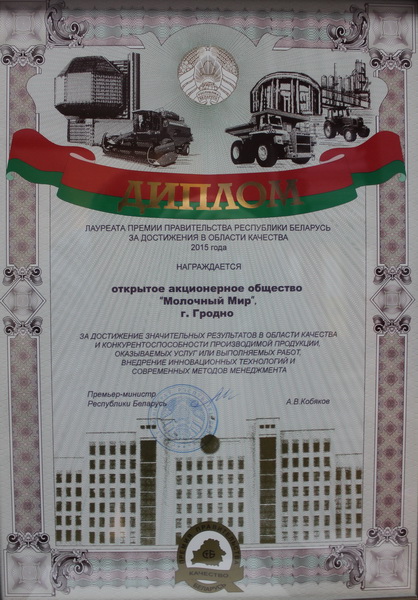 ДИПЛОМ
ЛАУРЕАТА ПРЕМИИ ПРАВИТЕЛЬСТВА РЕСПУБЛИКИ БЕЛАРУСЬ
ЗА ДОСТИЖЕНИЯ В ОБЛАСТИ КАЧЕСТВА
2015 года
НАГРАЖДАЕТСЯ
открытое акционерное общество
"Молочный Мир",
г. Гродно
ЗА ДОСТИЖЕНИЕ ЗНАЧИТЕЛЬНЫХ РЕЗУЛЬТАТОВ В ОБЛАСТИ КАЧЕСТВА
И КОНКУРЕНТОСПОСОБНОСТИ ПРОИЗВОДИМОЙ ПРОДУКЦИИ,
ОКАЗЫВАЕМЫХ УСЛУГ ИЛИ ВЫПОЛНЯЕМЫХ РАБОТ,
ВНЕДРЕНИЕ ИННОВАЦИОННЫХ ТЕХНОЛОГИЙ И
СОВРЕМЕННЫХ МЕТОДОВ МЕНЕДЖМЕНТА
Премьер-министр
Республики Беларусь А.В.Кобяков
КАЧЕСТВО